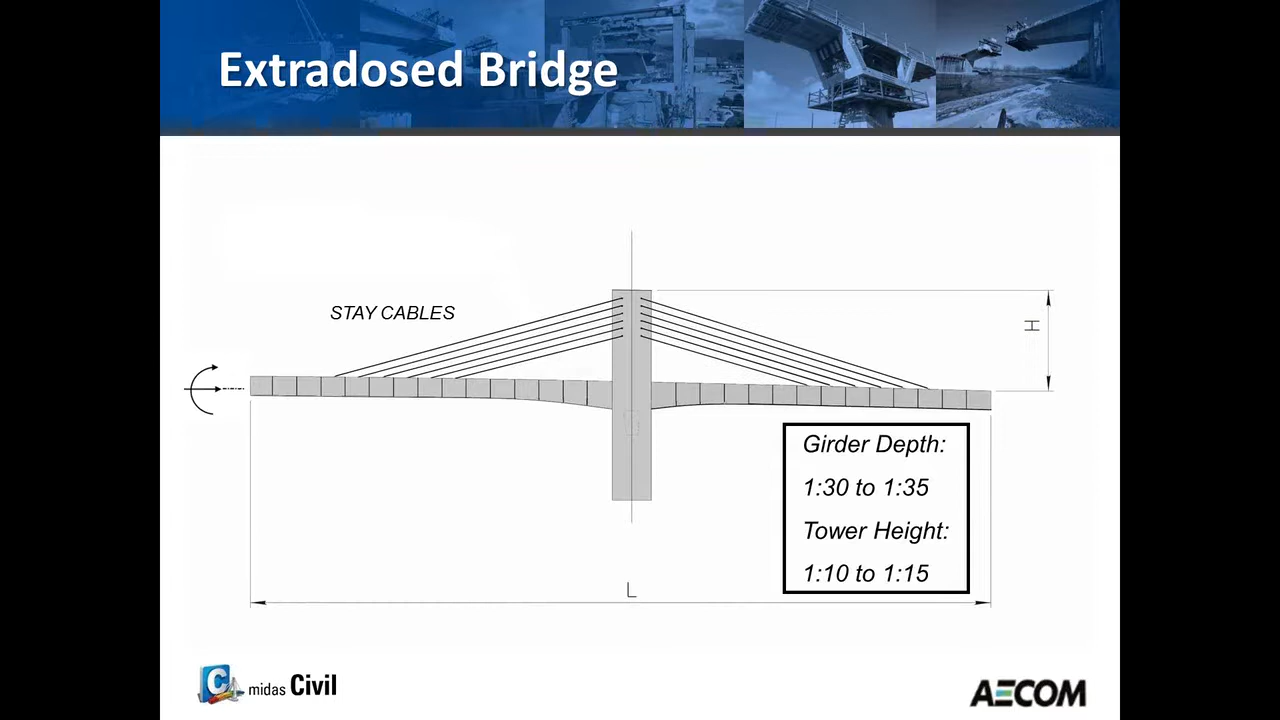 Extradosed Bridge
STAY CABLES
H
Girder Depth:
1:30 to 1:35
Tower Height:
1:10 to 1:15
L
C midas Civil
AECOM